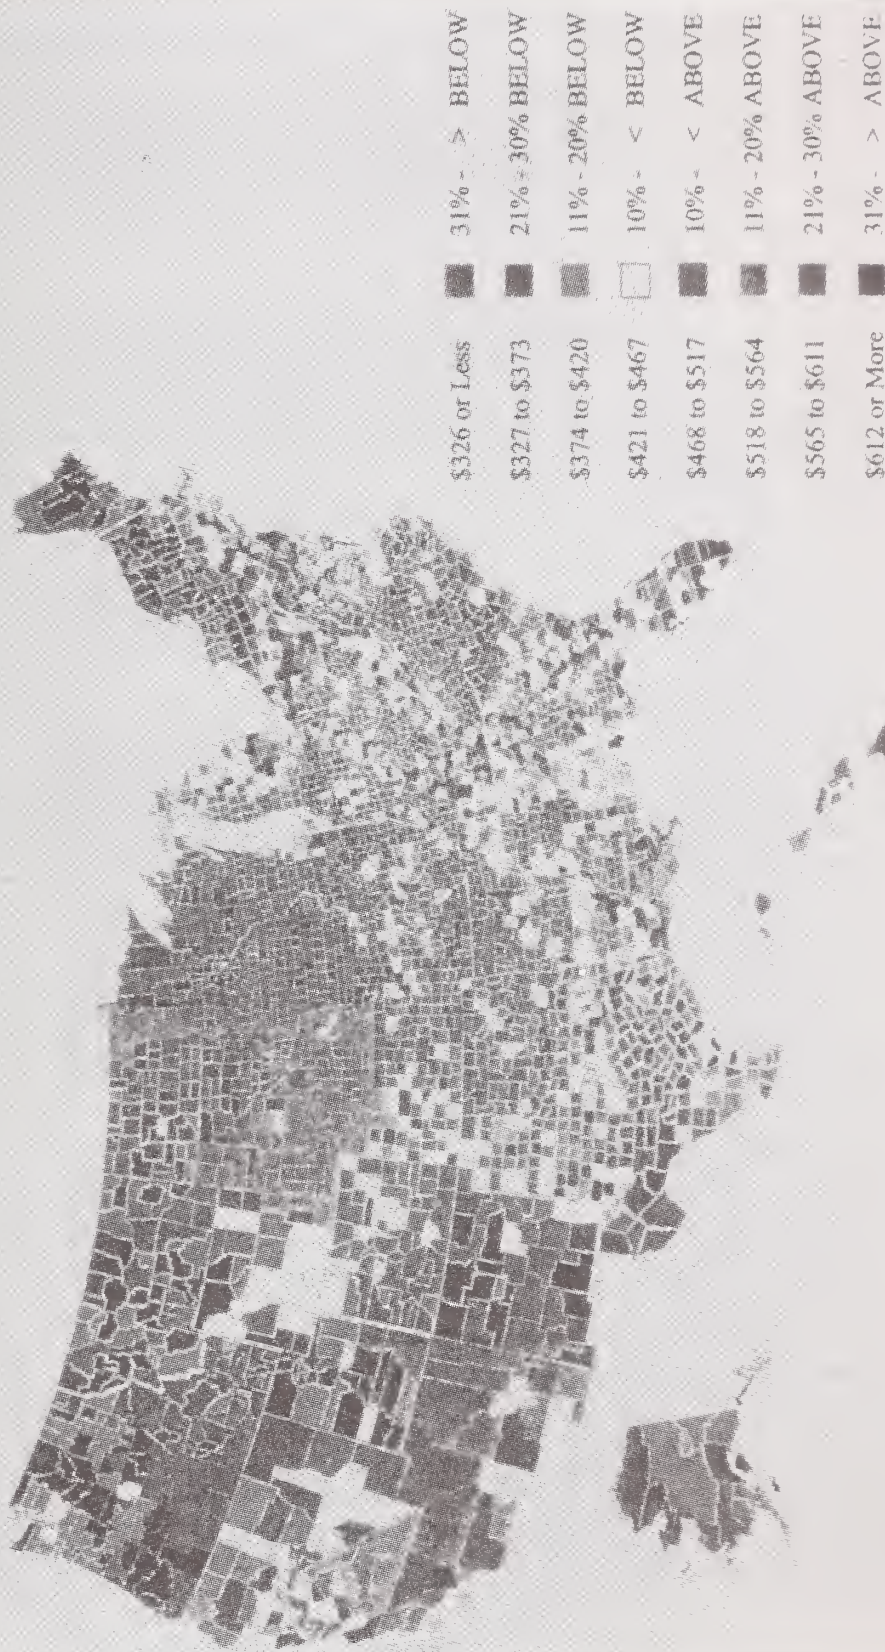 $326 or Less 31% - > BELOW
$327 to $373 21% - 30% BELOW
$374 to $420 11% - 20% BELOW
$421 to $467 10% - < BELOW
$468 to $517 10% - < ABOVE
$518 to $564 11% - 20% ABOVE
$565 to $611 21% - 30% ABOVE
$612 or More 31% - > ABOVE